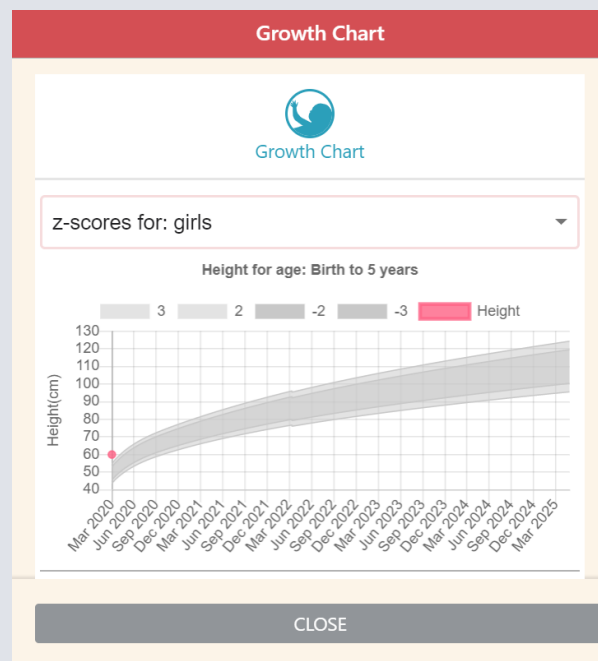 Growth Chart
Growth Chart
z-scores for: girls
Height for age: Birth to 5 years
3 2 -2 -3 Height
130
120
110
100
90
80
70
60
50
40
Height(cm)
Mar 2020 Jun 2020 Sep 2020 Dec 2020 Mar 2021 Jun 2021 Sep 2021 Dec 2021 Mar 2022 Jun 2022 Sep 2022 Dec 2022 Mar 2023 Jun 2023 Sep 2023 Dec 2023 Mar 2024 Jun 2024 Sep 2024 Dec 2024 Mar 2025
CLOSE